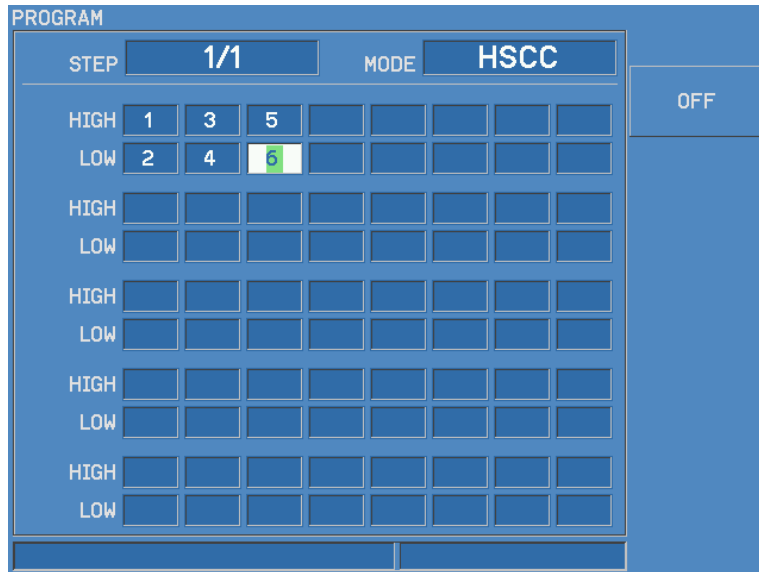 PROGRAM
STEP 1/1 MODE HSCC
OFF
HIGH 1 3 5
LOW 2 4 6
HIGH
LOW
HIGH
LOW
HIGH
LOW
HIGH
LOW